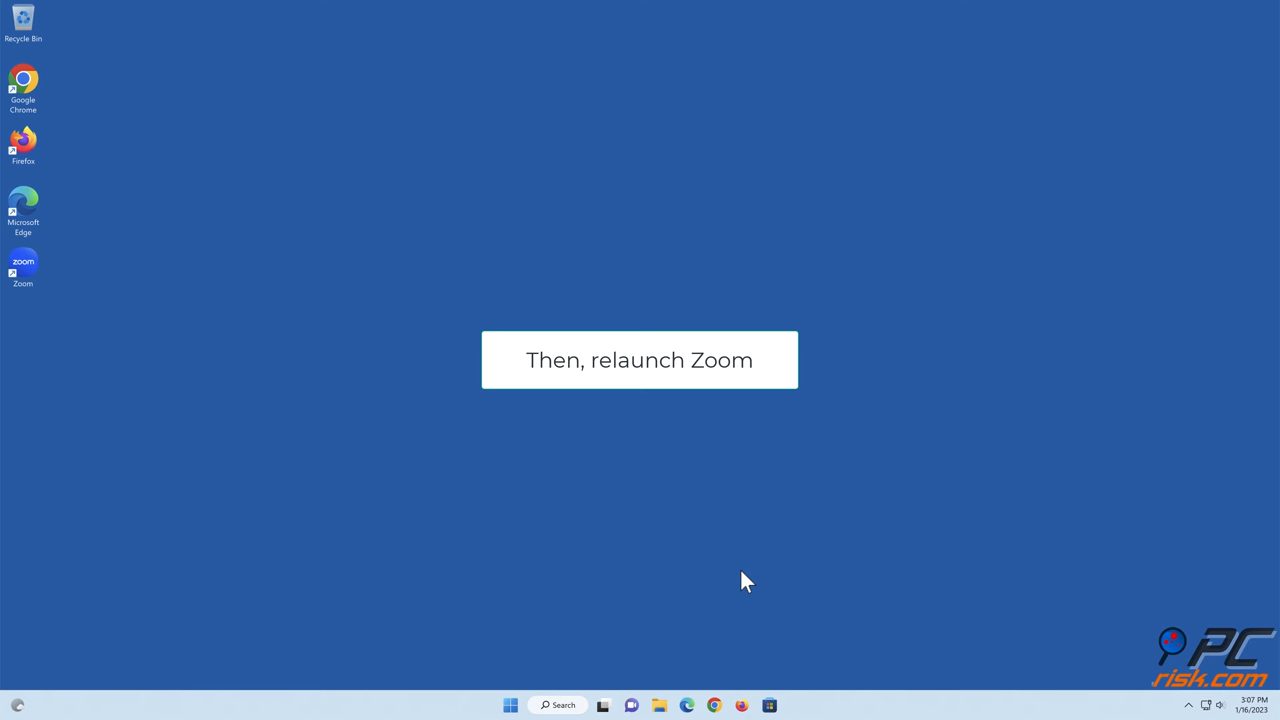 Recycle Bin
Google
Chrome
Firefox
Microsoft
Edge
zoom
Zoom
Then, relaunch Zoom
PC
risk.com
Search
3:07 PM
1/16/2023